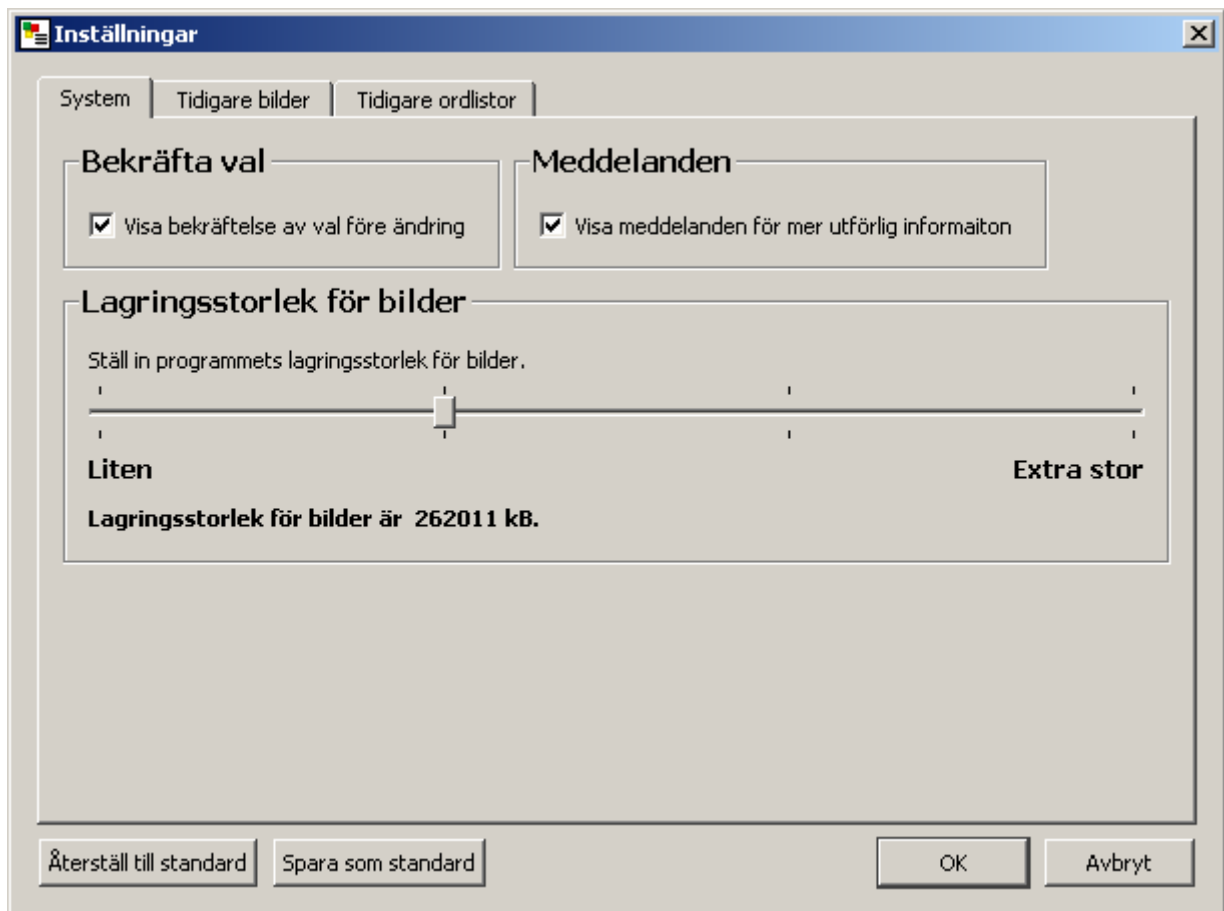 Inställningar
System Tidigare bilder Tidigare ordlistor
Bekräfta val
Visa bekräftelse av val före ändring
Meddelanden
Visa meddelanden för mer utförlig informaiton
Lagringsstorlek för bilder
Ställ in programmets lagringsstorlek för bilder.
Liten Extra stor
Lagringsstorlek för bilder är 262011 kB.
Återställ till standard Spara som standard OK Avbryt